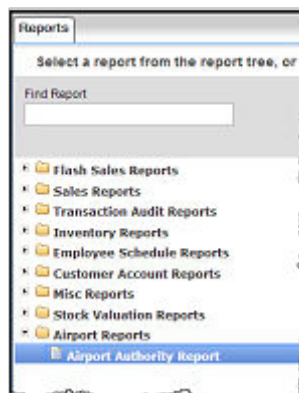 Reports
Select a report from the report tree, or
Find Report
Flash Sales Reports
Sales Reports
Transaction Audit Reports
Inventory Reports
Employee Schedule Reports
Customer Account Reports
Misc Reports
Stock Valuation Reports
Airport Reports
Airport Authority Report